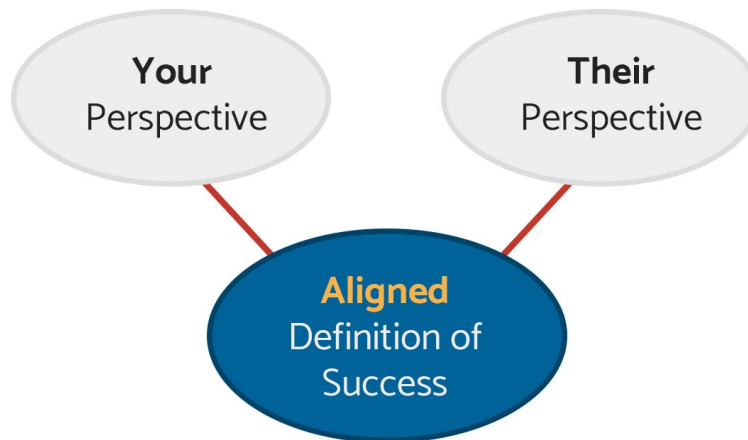 Your
Perspective
Their
Perspective
Aligned
Definition of
Success